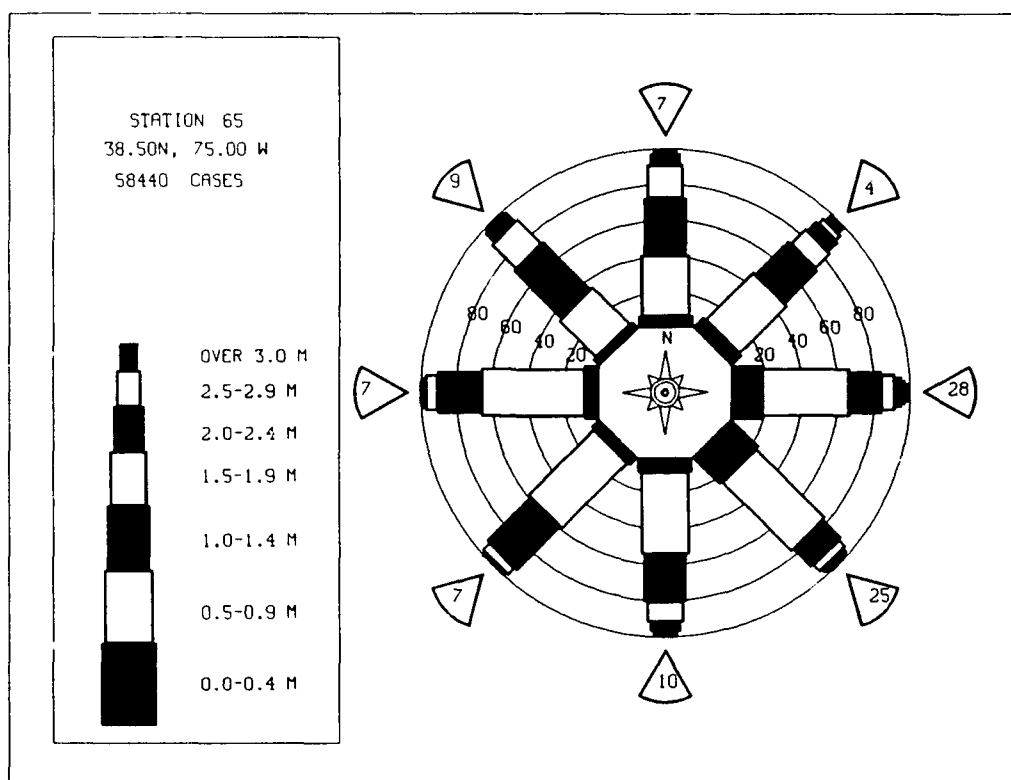 STATION 65
38.50N, 75.00 W
58440 CASES
OVER 3.0 M
2.5-2.9 M
2.0-2.4 M
1.5-1.9 M
1.0-1.4 M
0.5-0.9 M
0.0-0.4 M
7
9
4
80
60
40
20
N
20
40
60
80
7
28
7
25
10